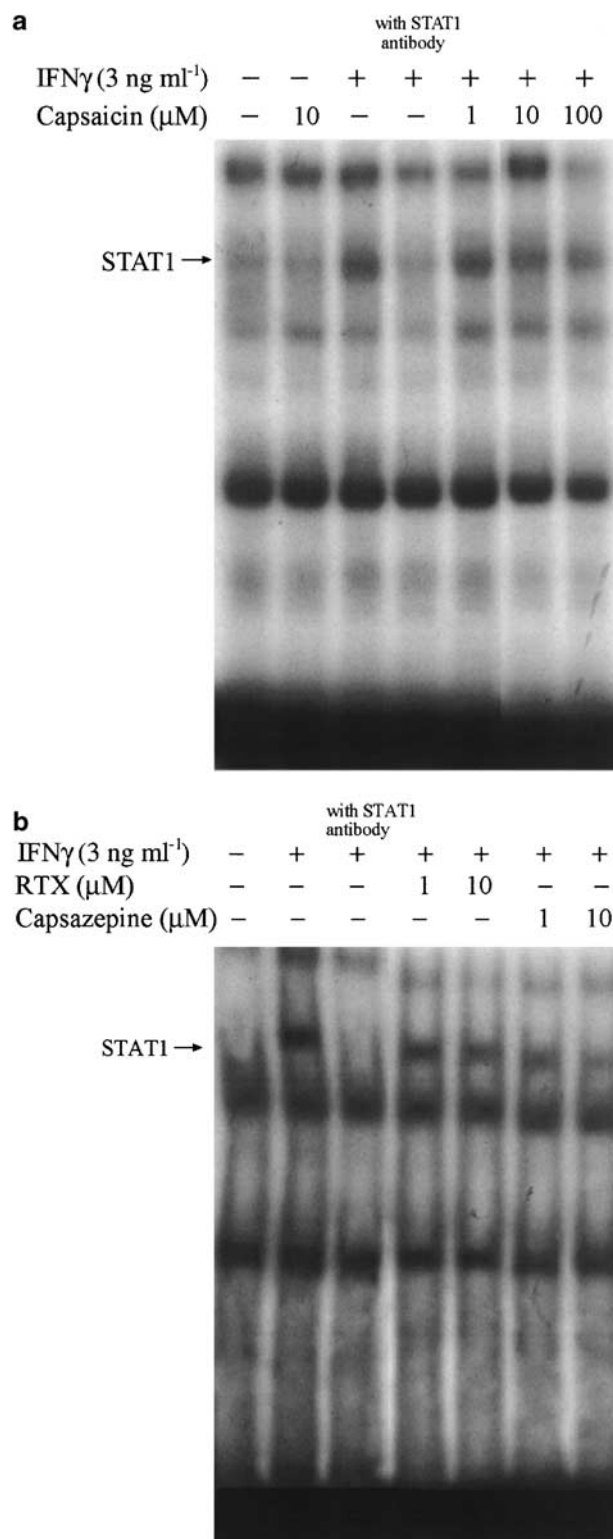 a
with STAT1
antibody
IFNγ (3 ng ml⁻¹) – – + + + + +
Capsaicin (μM) – 10 – – 1 10 100
STAT1→
b
with STAT1
antibody
IFNγ (3 ng ml⁻¹) – + + + + + +
RTX (μM) – – – 1 10 – –
Capsazepine (μM) – – – – – 1 10
STAT1→